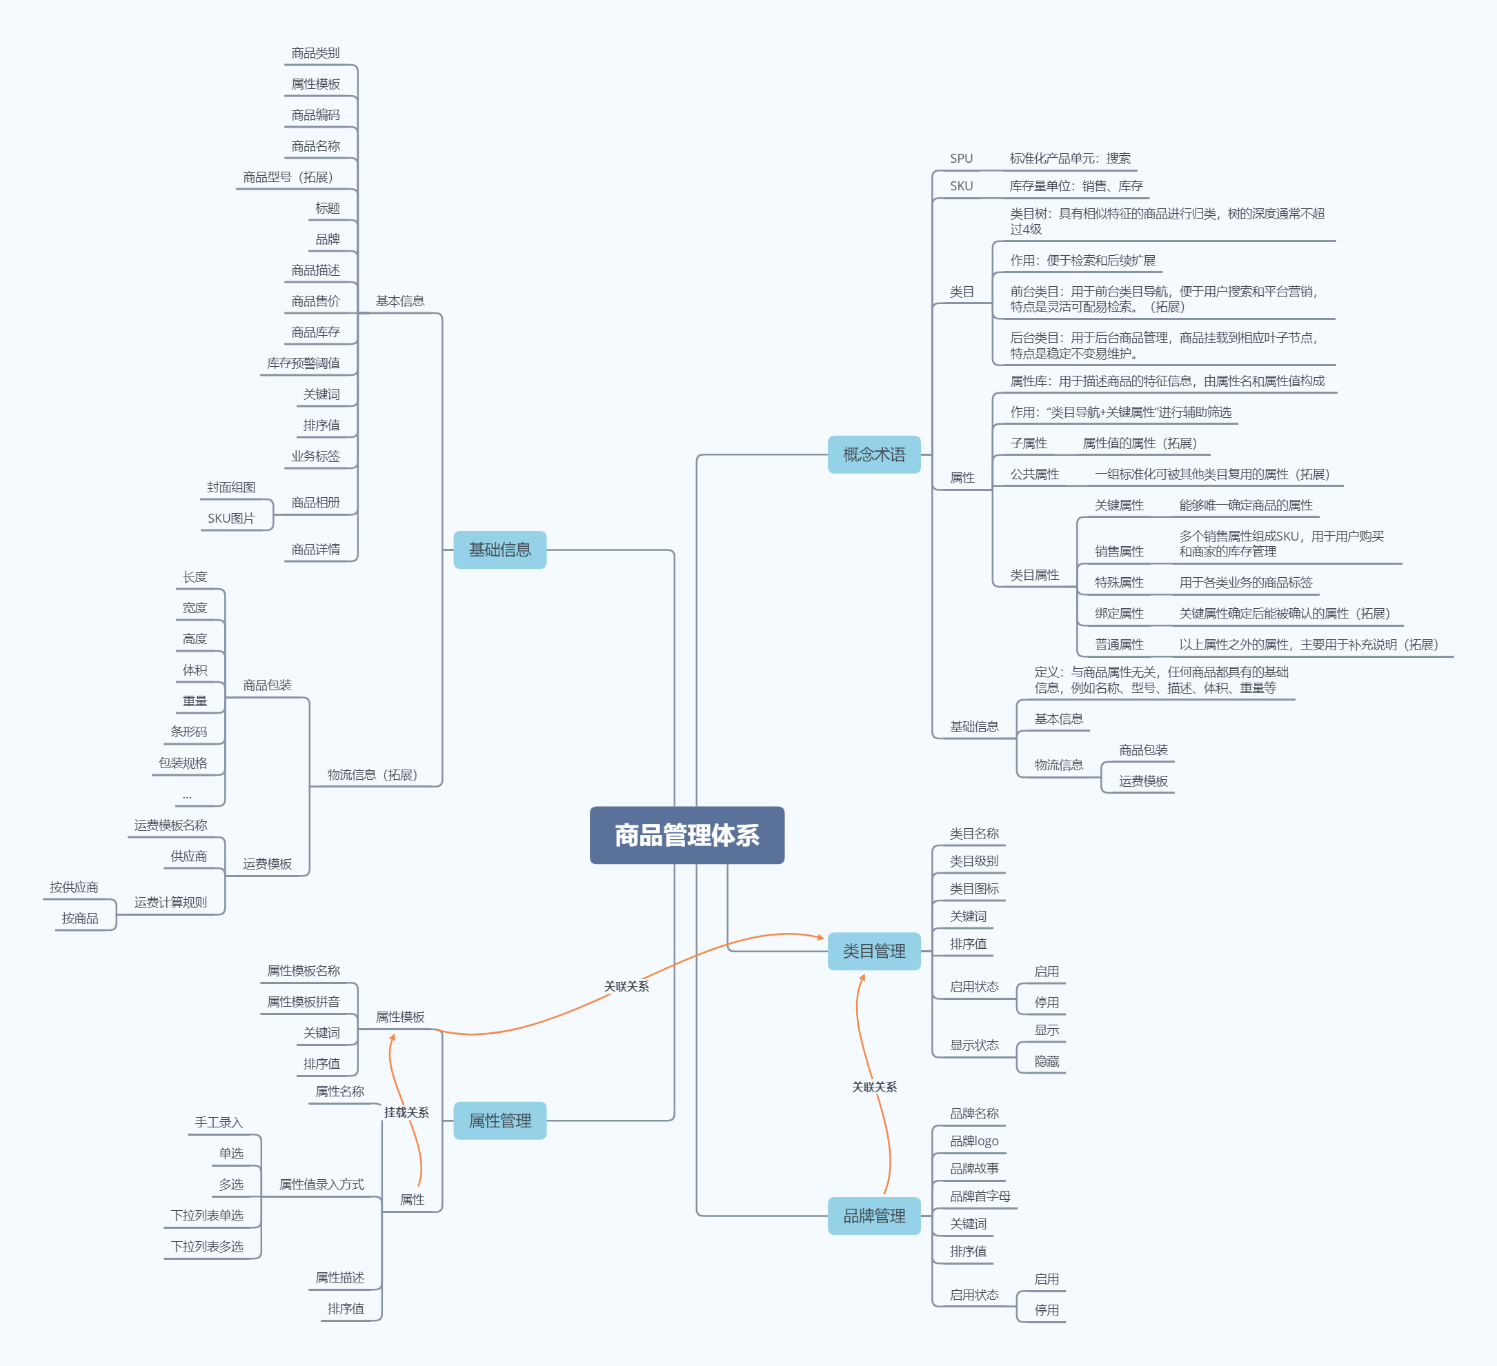 商品管理体系
概念术语
SPU
标准化产品单元：搜索
SKU
库存量单位：销售、库存
类目
类目树：具有相似特征的商品进行归类，树的深度通常不超
过4级
作用：便于检索和后续扩展
前台类目：用于前台类目导航，便于用户搜索和平台营销，
特点是灵活可配易检索。（拓展）
后台类目：用于后台商品管理，商品挂载到相应叶子节点，
特点是稳定不变易维护。
属性
属性库：用于描述商品的特征信息，由属性名和属性值构成
作用：“类目导航+关键属性”进行辅助筛选
子属性
属性值的属性（拓展）
公共属性
一组标准化可被其他类目复用的属性（拓展）
类目属性
关键属性
能够唯一确定商品的属性
销售属性
多个销售属性组成SKU，用于用户购买
和商家的库存管理
特殊属性
用于各类业务的商品标签
绑定属性
关键属性确定后能被确认的属性（拓展）
普通属性
以上属性之外的属性，主要用于补充说明（拓展）
基础信息
定义：与商品属性无关，任何商品都具有的基础
信息，例如名称、型号、描述、体积、重量等
基本信息
物流信息
商品包装
运费模板
类目管理
类目名称
类目级别
类目图标
关键词
排序值
启用状态
启用
停用
显示状态
显示
隐藏
品牌管理
品牌名称
品牌logo
品牌故事
品牌首字母
关键词
排序值
启用状态
启用
停用
基础信息
基本信息
商品类别
属性模板
商品编码
商品名称
商品型号（拓展）
标题
品牌
商品描述
商品售价
商品库存
库存预警阈值
关键词
排序值
业务标签
商品相册
封面组图
SKU图片
商品详情
物流信息（拓展）
商品包装
长度
宽度
高度
体积
重量
条形码
包装规格
...
运费模板
运费模板名称
供应商
运费计算规则
按供应商
按商品
属性管理
属性模板
属性模板名称
属性模板拼音
关键词
排序值
属性
属性名称
属性值录入方式
手工录入
单选
多选
下拉列表单选
下拉列表多选
属性描述
排序值
关联关系
挂载关系
关联关系